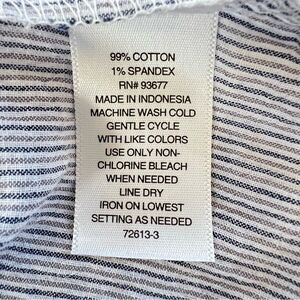 99% COTTON
1% SPANDEX
RN# 93677
MADE IN INDONESIA
MACHINE WASH COLD
GENTLE CYCLE
WITH LIKE COLORS
USE ONLY NON-
CHLORINE BLEACH
WHEN NEEDED
LINE DRY
IRON ON LOWEST
SETTING AS NEEDED
72613-3